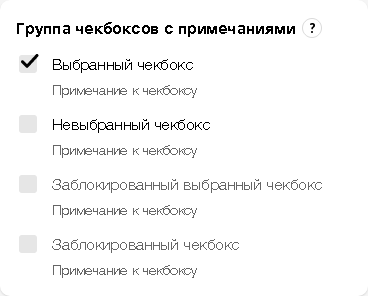 Группа чекбоксов с примечаниями ?
Выбранный чекбокс
Примечание к чекбоксу
Невыбранный чекбокс
Примечание к чекбоксу
Заблокированный выбранный чекбокс
Примечание к чекбоксу
Заблокированный чекбокс
Примечание к чекбоксу